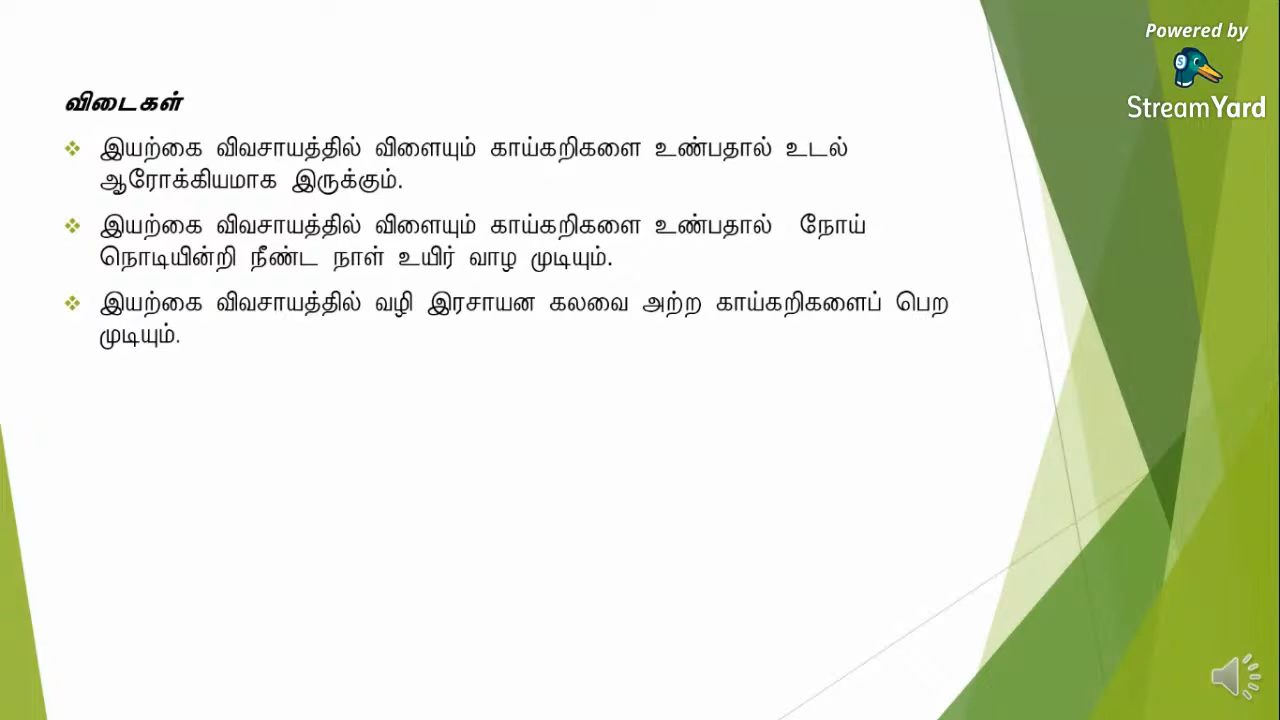 Powered by
StreamYard
விடைகள்
இயற்கை விவசாயத்தில் விளையும் காய்கறிகளை உண்பதால் உடல்
ஆரோக்கியமாக இருக்கும்.
இயற்கை விவசாயத்தில் விளையும் காய்கறிகளை உண்பதால் நோய்
நொடியின்றி நீண்ட நாள் உயிர் வாழ முடியும்.
இயற்கை விவசாயத்தில் வழி இரசாயன கலவை அற்ற காய்கறிகளைப் பெற
முடியும்.